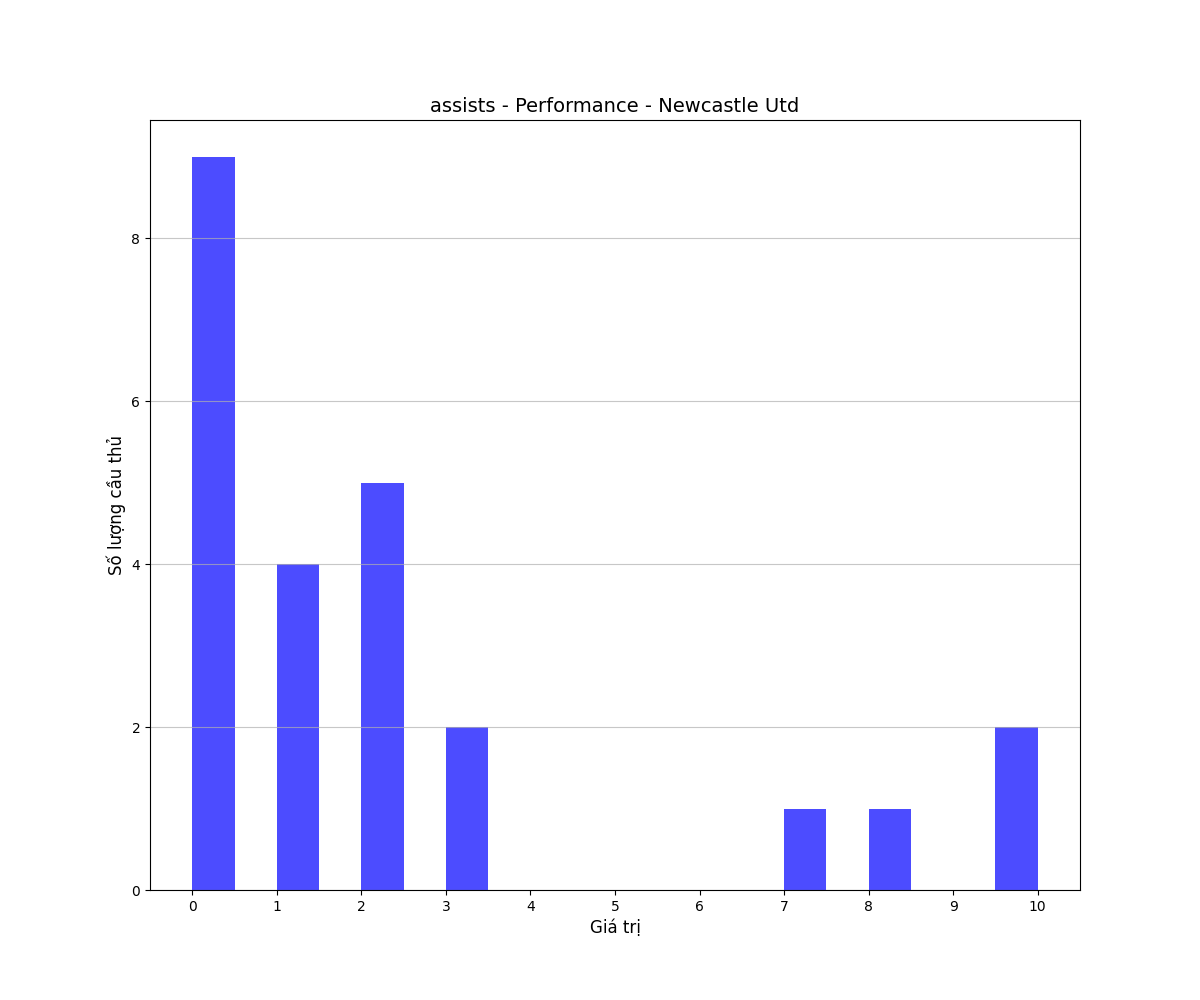 assists - Performance - Newcastle Utd
8
6
4
2
0
Số lượng cầu thủ
0 1 2 3 4 5 6 7 8 9 10
Giá trị